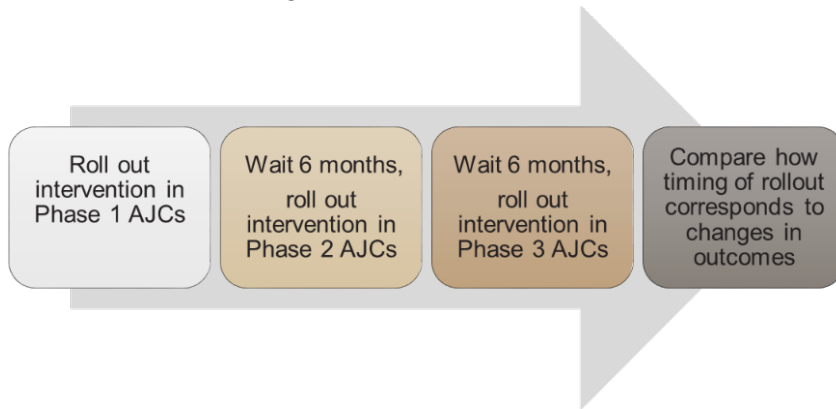 Roll out
intervention in
Phase 1 AJCs
Wait 6 months,
roll out
intervention in
Phase 2 AJCs
Wait 6 months,
roll out
intervention in
Phase 3 AJCs
Compare how
timing of rollout
corresponds to
changes in
outcomes